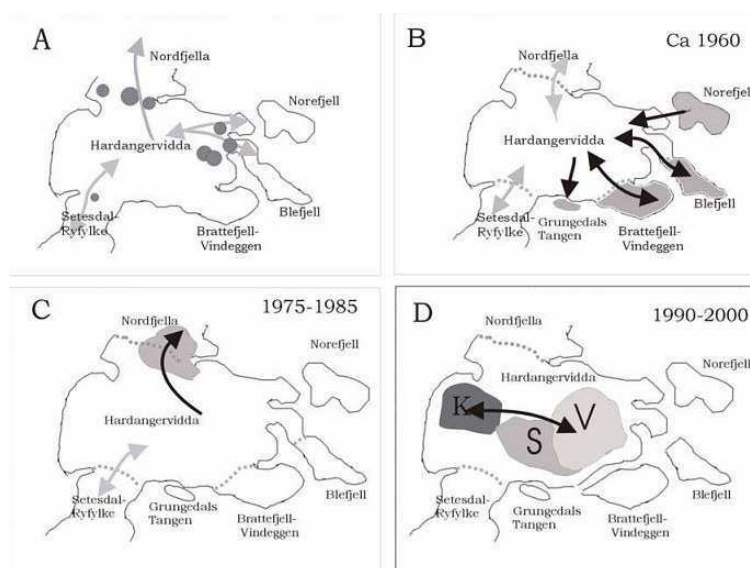 A
Nordfjella
Norefjell
Hardangervidda
Setesdal-
Ryfylke
Blefjell
Brattefjell-
Vindeggen
B
Ca 1960
Nordfjella
Norefjell
Hardangervidda
Setesdal-
Ryfylke
Grungedals
Tangen
Blefjell
Brattefjell-
Vindeggen
C
1975-1985
Nordfjella
Norefjell
Hardangervidda
Setesdal-
Ryfylke
Grungedals
Tangen
Blefjell
Brattefjell-
Vindeggen
D
1990-2000
Nordfjella
Norefjell
Hardangervidda
K
S
V
Setesdal-
Ryfylke
Grungedals
Tangen
Blefjell
Brattefjell-
Vindeggen